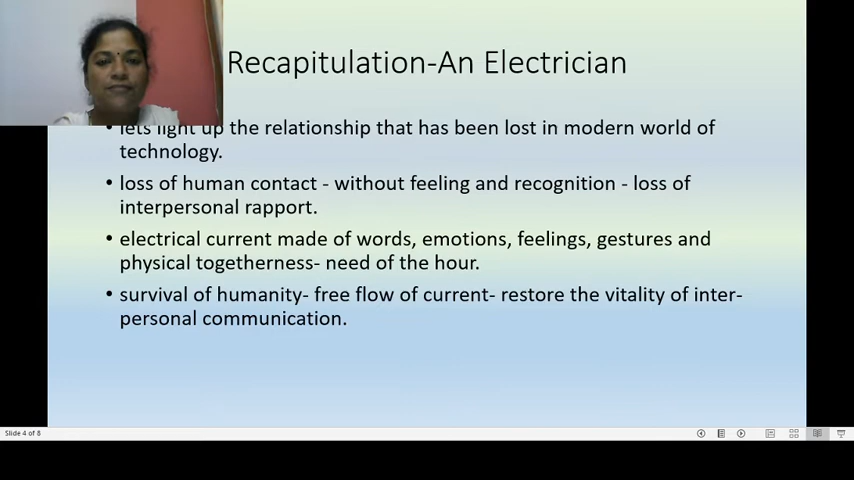 Recapitulation-An Electrician
• lets light up the relationship that has been lost in modern world of
technology.
• loss of human contact - without feeling and recognition - loss of
interpersonal rapport.
• electrical current made of words, emotions, feelings, gestures and
physical togetherness- need of the hour.
• survival of humanity- free flow of current- restore the vitality of inter-
personal communication.
Slide 4 of 8